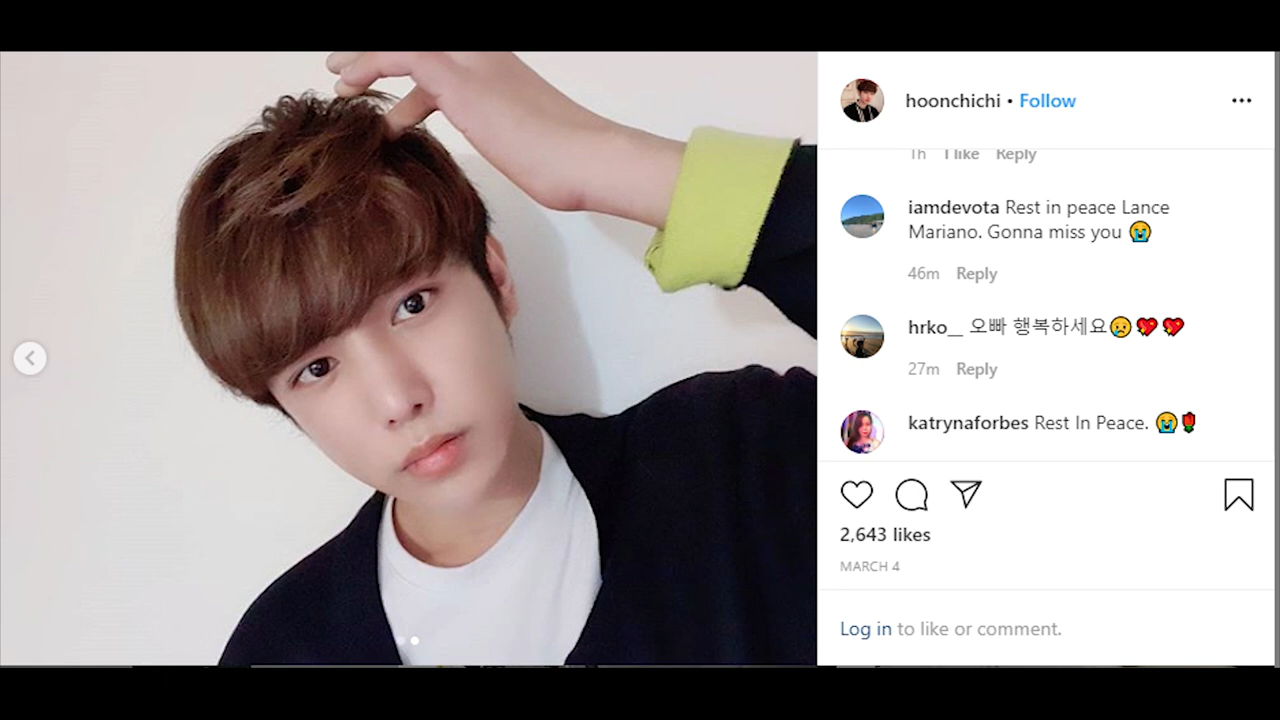 hoonchichi • Follow
1h 1 like Reply
iamdevota Rest in peace Lance
Mariano. Gonna miss you 😭
46m Reply
hrko__ 오빠 행복하세요😢💖💖
27m Reply
katrynaforbes Rest In Peace. 😭🌹
2,643 likes
MARCH 4
Log in to like or comment.